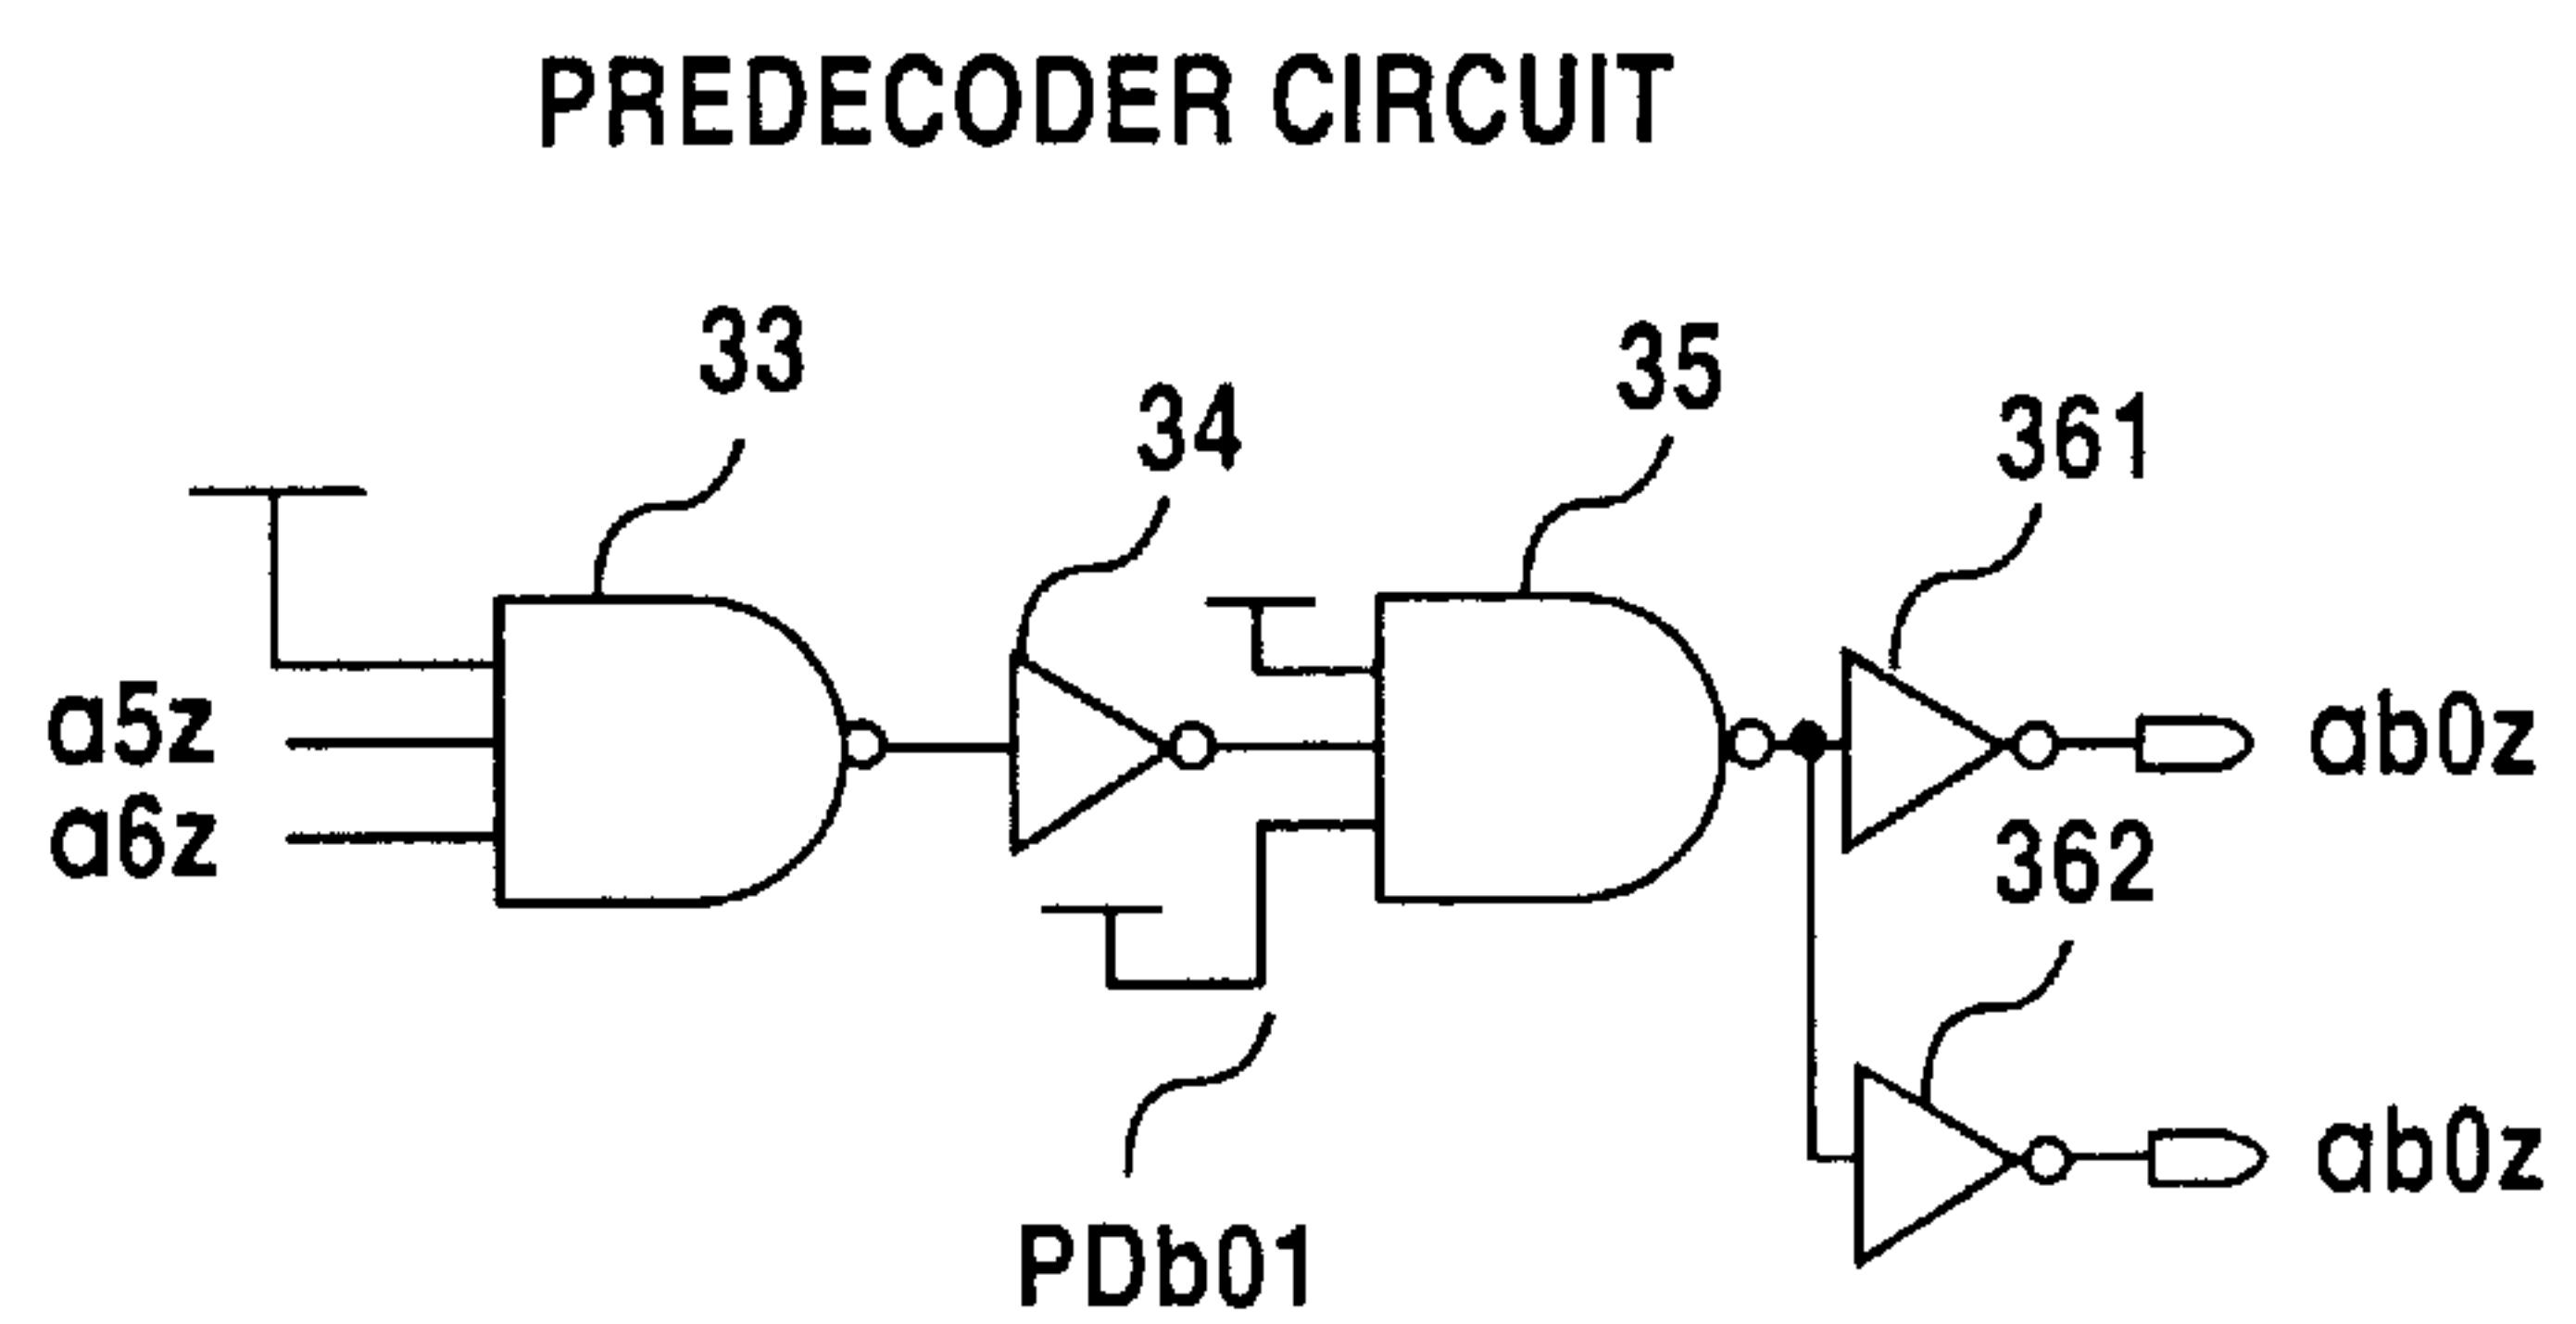 PREDECODER CIRCUIT
33
34
35
361
a5z
a6z
ab0z
362
ab0z
PDb01